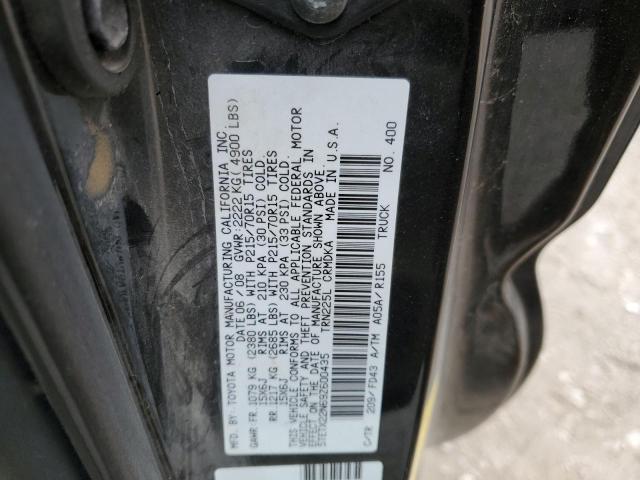 MFD. BY: TOYOTA MOTOR MANUFACTURING CALIFORNIA, INC.
DATE 06/08 GVWR:2222 KG( 4900 LBS)
GAWR: FR 1079 KG (2380 LBS) WITH P215/70R15 TIRES
15X6J RIMS AT 210 KPA (30 PSI) COLD.
RR 1217 KG (2685 LBS) WITH P215/70R15 TIRES
15X6J RIMS AT 230 KPA (33 PSI) COLD.
THIS VEHICLE CONFORMS TO ALL APPLICABLE FEDERAL MOTOR
VEHICLE SAFETY AND THEFT PREVENTION STANDARDS IN
EFFECT ON THE DATE OF MANUFACTURE SHOWN ABOVE
5TENX22N69Z600435 TRN225L CRMDKA MADE IN U.S.A.
C/TR 209/FD43 A/TM A05A/R155 TRUCK NO. 400